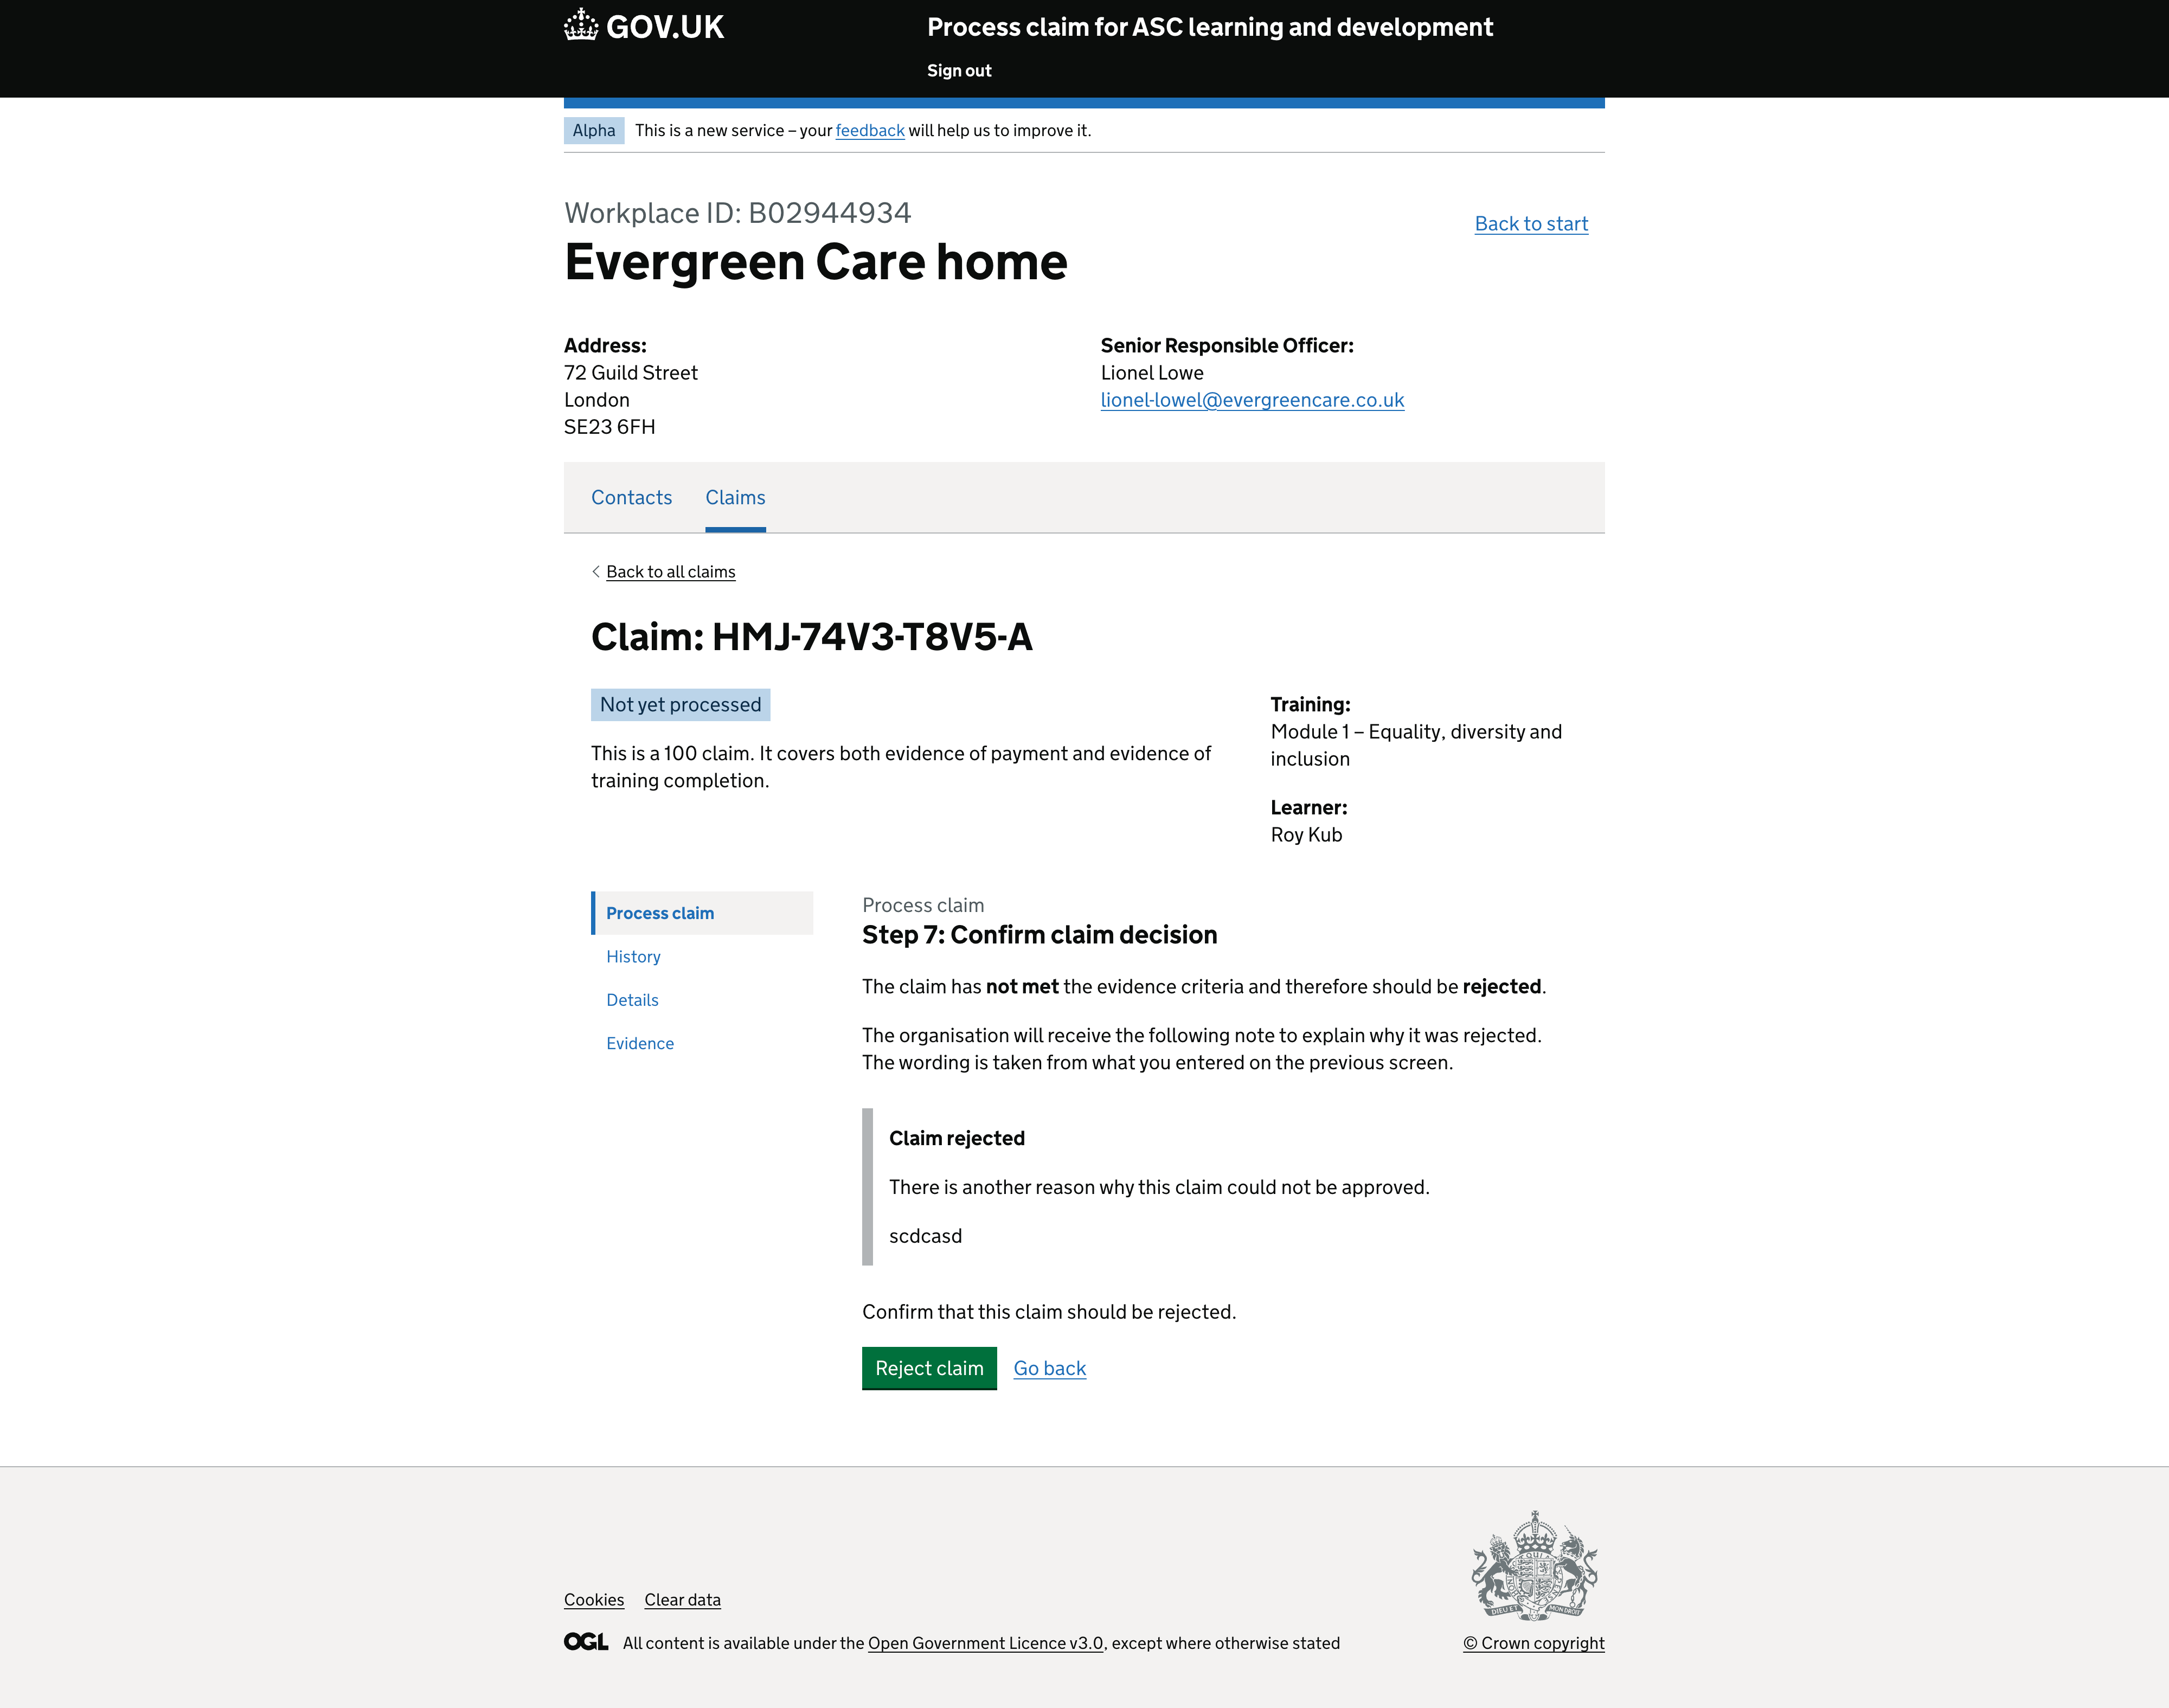 GOV.UK
Process claim for ASC learning and development
Sign out
Alpha
This is a new service – your feedback will help us to improve it.
Workplace ID: B02944934
Back to start
Evergreen Care home
Address:
72 Guild Street
London
SE23 6FH
Senior Responsible Officer:
Lionel Lowe
lionel-lowel@evergreencare.co.uk
Contacts
Claims
Back to all claims
Claim: HMJ-74V3-T8V5-A
Not yet processed
This is a 100 claim. It covers both evidence of payment and evidence of
training completion.
Training:
Module 1 – Equality, diversity and
inclusion
Learner:
Roy Kub
Process claim
History
Details
Evidence
Process claim
Step 7: Confirm claim decision
The claim has not met the evidence criteria and therefore should be rejected.
The organisation will receive the following note to explain why it was rejected.
The wording is taken from what you entered on the previous screen.
Claim rejected
There is another reason why this claim could not be approved.
scdcasd
Confirm that this claim should be rejected.
Reject claim
Go back
Cookies
Clear data
OGL
All content is available under the Open Government Licence v3.0, except where otherwise stated
DIEU ET MON DROIT
© Crown copyright